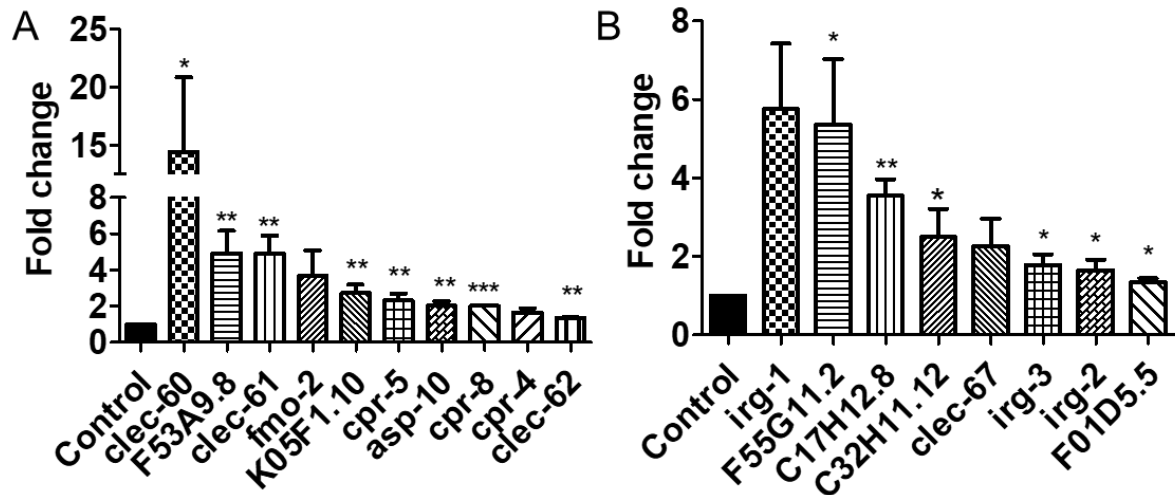 A
Fold change
25
20
15
8
6
4
2
0
*
**
**
**
**
**
***
**
Control
clec-60
F53A9.8
clec-61
fmo-2
K05F1.10
cpr-5
asp-10
cpr-8
cpr-4
clec-62
B
Fold change
8
6
4
2
0
*
**
*
*
*
*
Control
irg-1
F55G11.2
C17H12.8
C32H11.12
clec-67
irg-3
irg-2
F01D5.5